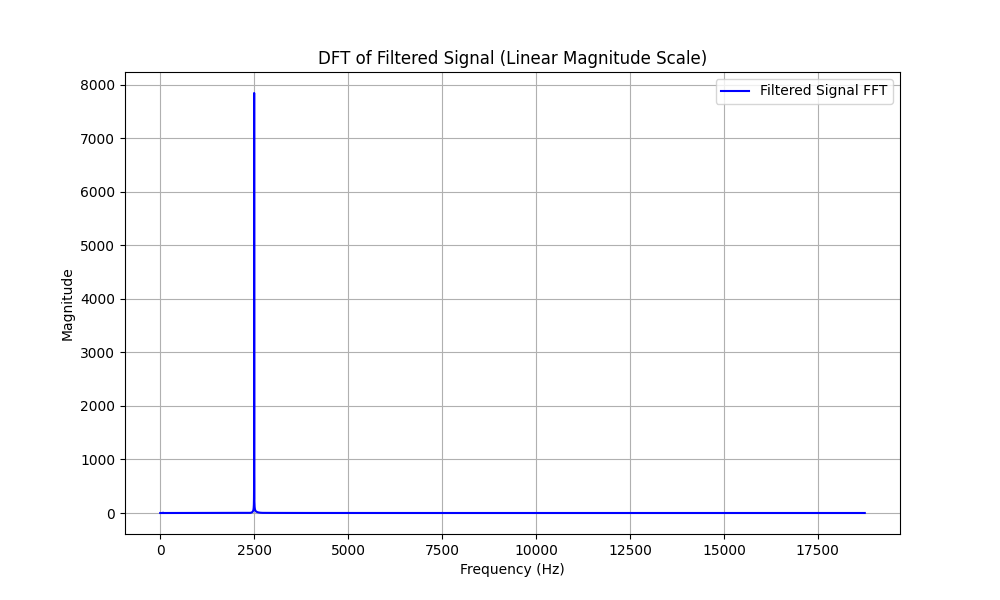 DFT of Filtered Signal (Linear Magnitude Scale)
Filtered Signal FFT
Magnitude
8000
7000
6000
5000
4000
3000
2000
1000
0
0 2500 5000 7500 10000 12500 15000 17500
Frequency (Hz)